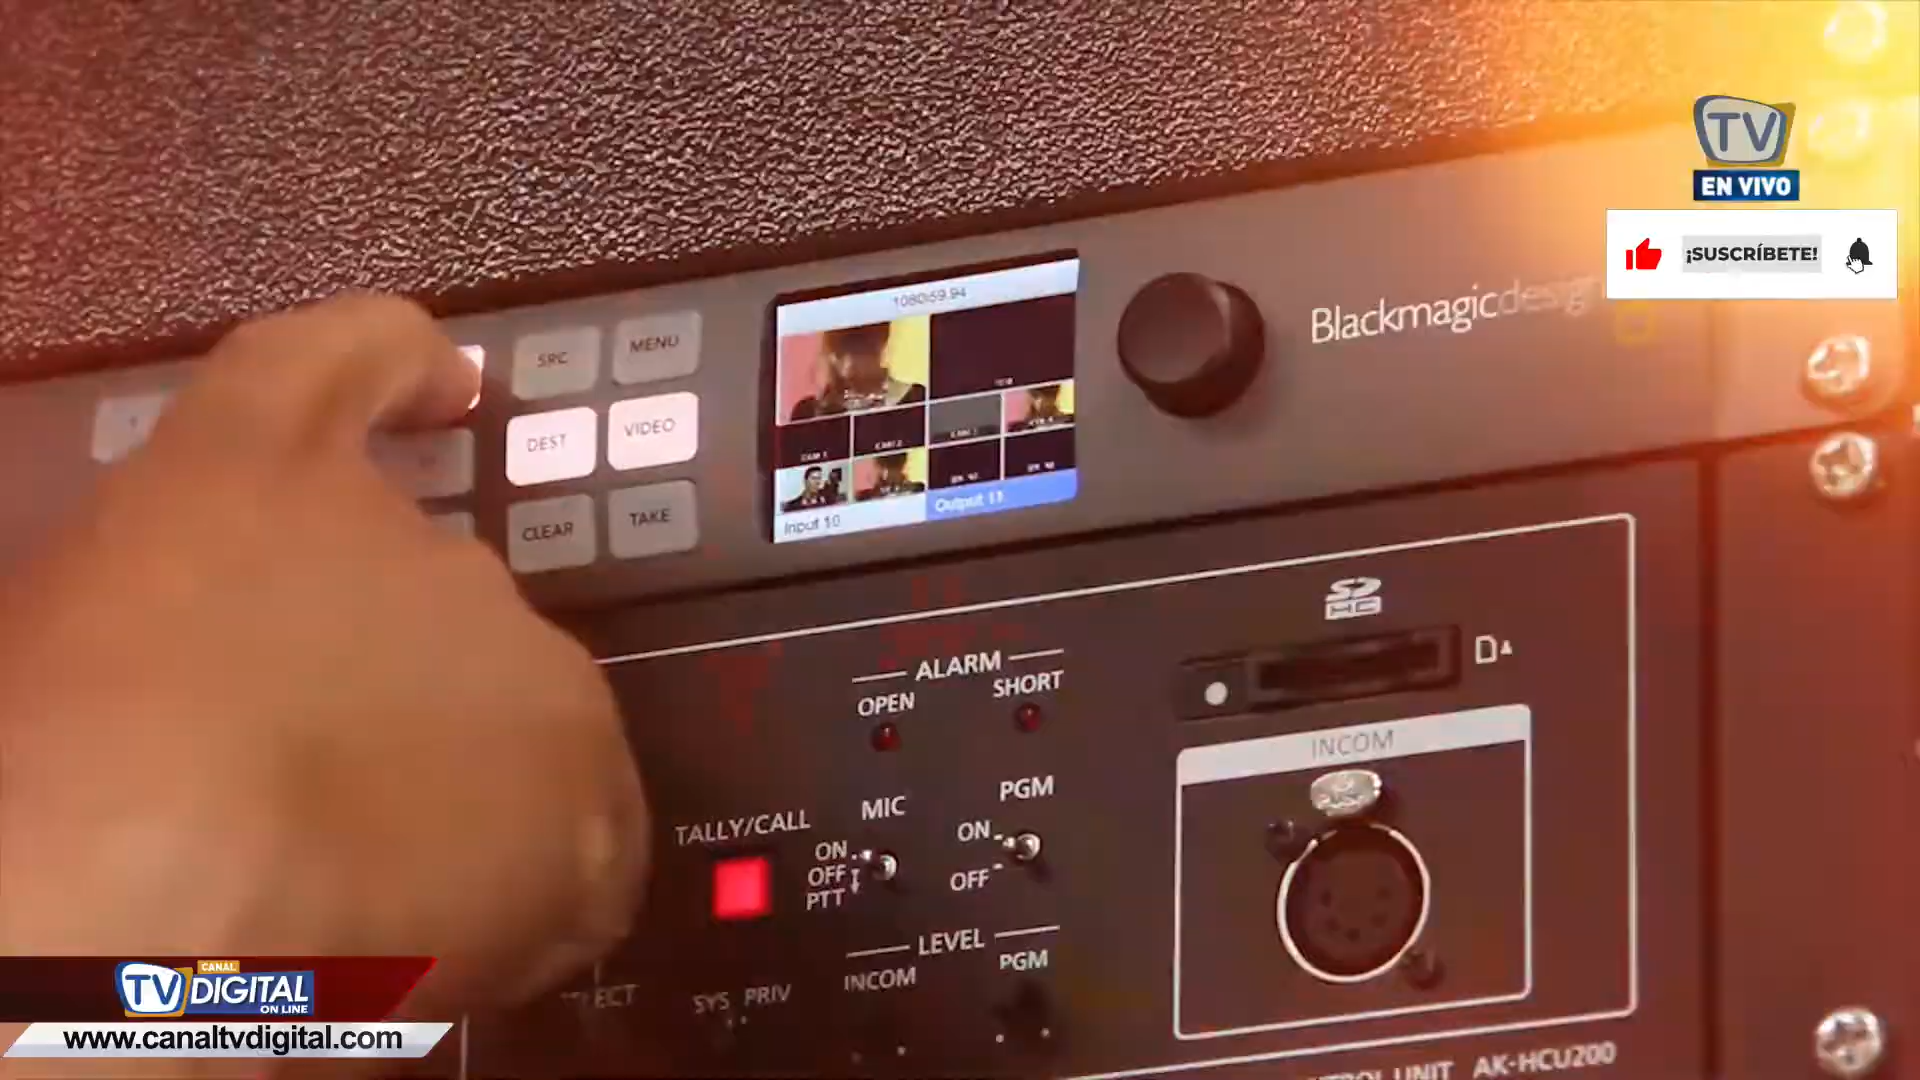 TV
EN VIVO
¡SUSCRÍBETE!
Blackmagicdesign
1080i59.94
SRC
MENU
DEST
VIDEO
CLEAR
TAKE
Input 10
Output 11
SD
HC
ALARM
OPEN
SHORT
INCOM
PUSH
TALLY/CALL
MIC
ON
OFF
PTT
PGM
ON
OFF
LEVEL
INCOM
PGM
SYS PRIV
UNIT AK-HCU200
CANAL
TV DIGITAL
ON LINE
www.canaltvdigital.com